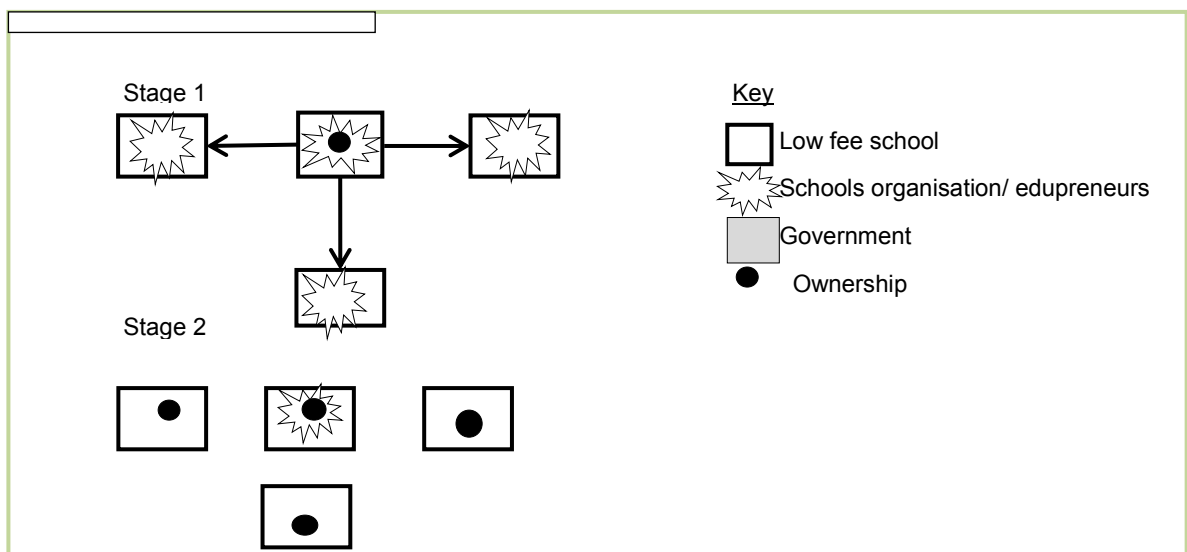 Stage 1
Key
Low fee school
Schools organisation/ edupreneurs
Government
Ownership
Stage 2